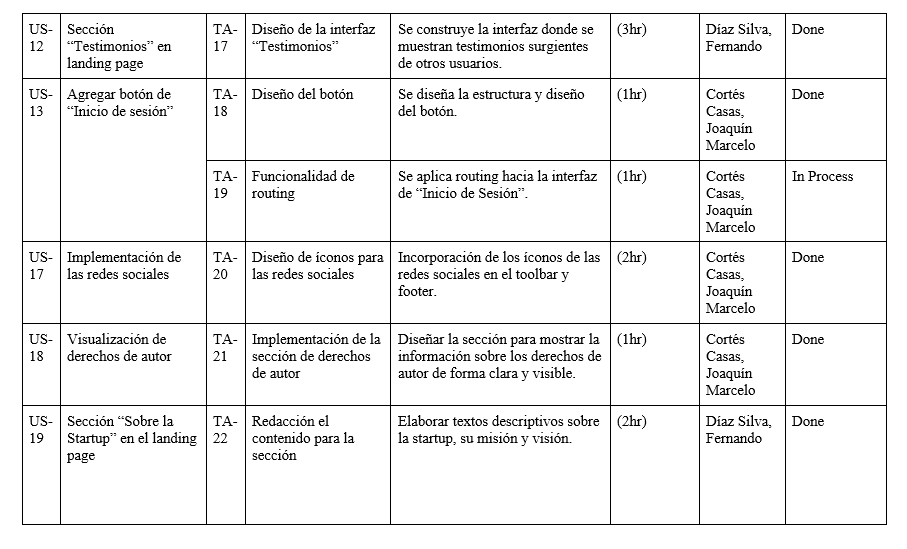 US-12
Sección “Testimonios” en landing page
TA-17
Diseño de la interfaz “Testimonios”
Se construye la interfaz donde se muestran testimonios surgientes de otros usuarios.
(3hr)
Díaz Silva, Fernando
Done
US-13
Agregar botón de “Inicio de sesión”
TA-18
Diseño del botón
Se diseña la estructura y diseño del botón.
(1hr)
Cortés Casas, Joaquín Marcelo
Done
TA-19
Funcionalidad de routing
Se aplica routing hacia la interfaz de “Inicio de Sesión”.
(1hr)
Cortés Casas, Joaquín Marcelo
In Process
US-17
Implementación de las redes sociales
TA-20
Diseño de íconos para las redes sociales
Incorporación de los íconos de las redes sociales en el toolbar y footer.
(2hr)
Cortés Casas, Joaquín Marcelo
Done
US-18
Visualización de derechos de autor
TA-21
Implementación de la sección de derechos de autor
Diseñar la sección para mostrar la información sobre los derechos de autor de forma clara y visible.
(1hr)
Cortés Casas, Joaquín Marcelo
Done
US-19
Sección “Sobre la Startup” en el landing page
TA-22
Redacción el contenido para la sección
Elaborar textos descriptivos sobre la startup, su misión y visión.
(2hr)
Díaz Silva, Fernando
Done